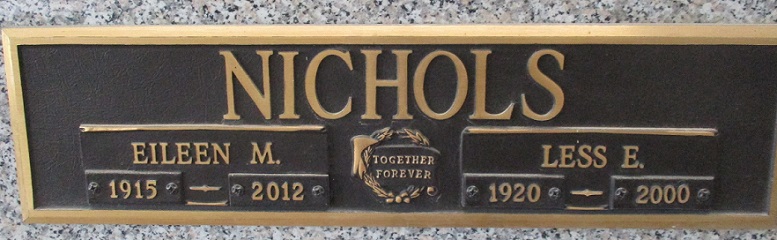 NICHOLS
EILEEN M.
1915 – 2012
TOGETHER
FOREVER
LESS E.
1920 – 2000